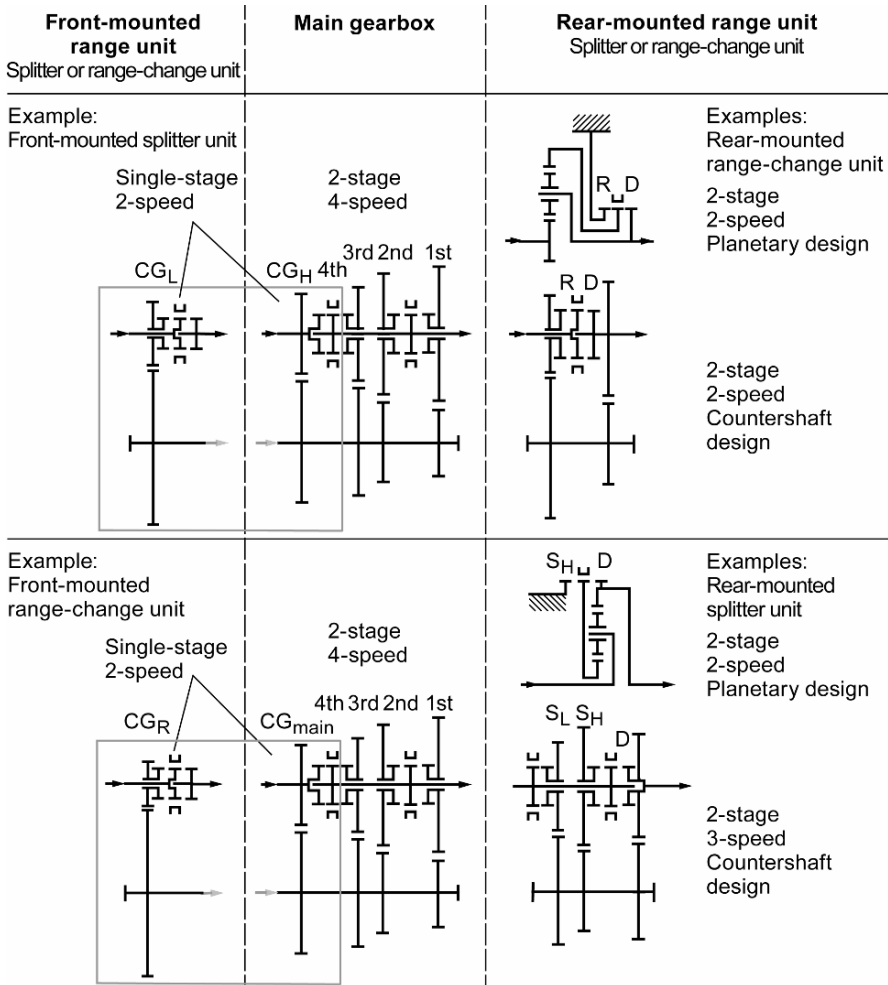 Front-mounted
range unit
Splitter or range-change unit
Main gearbox
Rear-mounted range unit
Splitter or range-change unit
Example:
Front-mounted splitter unit
Single-stage
2-speed
CGL
2-stage
4-speed
CGH 4th 3rd 2nd 1st
R D
Examples:
Rear-mounted
range-change unit
2-stage
2-speed
Planetary design
R D
2-stage
2-speed
Countershaft
design
Example:
Front-mounted
range-change unit
Single-stage
2-speed
CGR
2-stage
4-speed
4th 3rd 2nd 1st
CGmain
SH D
Examples:
Rear-mounted
splitter unit
2-stage
2-speed
Planetary design
SL SH D
2-stage
3-speed
Countershaft
design